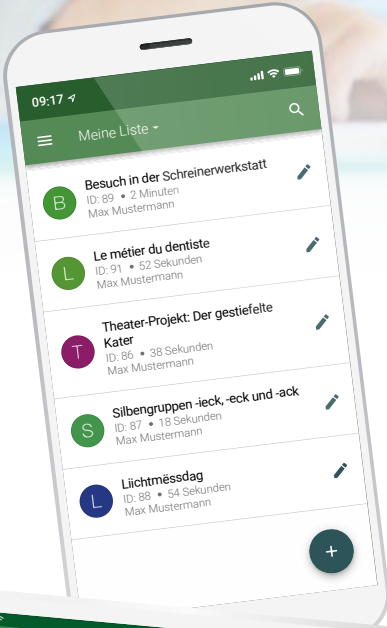 09:17
Meine Liste
B
Besuch in der Schreinerwerkstatt
ID: 89 • 2 Minuten
Max Mustermann
L
Le métier du dentiste
ID: 91 • 52 Sekunden
Max Mustermann
T
Theater-Projekt: Der gestiefelte
Kater
ID: 86 • 38 Sekunden
Max Mustermann
S
Silbengruppen -ieck, -eck und -ack
ID: 87 • 18 Sekunden
Max Mustermann
L
Liichtmëssdag
ID: 88 • 54 Sekunden
Max Mustermann
+